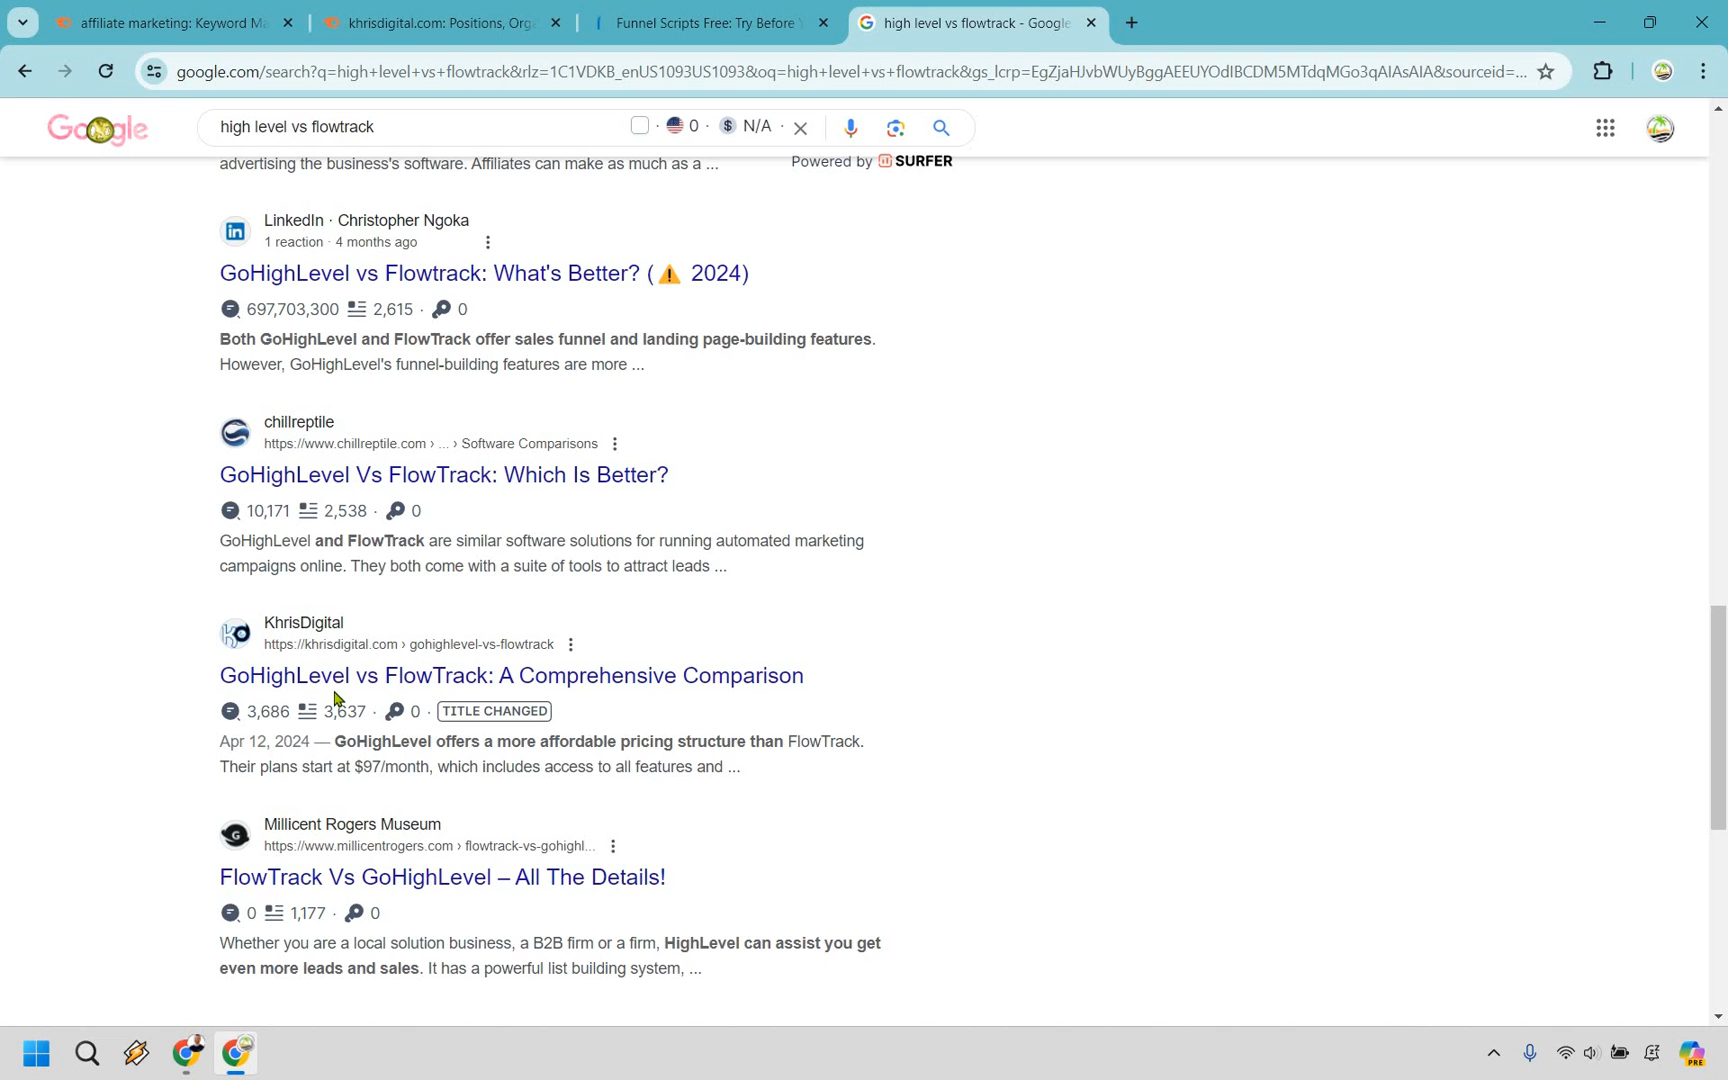 affiliate marketing: Keyword Ma
khrisdigital.com: Positions, Orga
Funnel Scripts Free: Try Before Y
high level vs flowtrack - Google
google.com/search?q=high+level+vs+flowtrack&rlz=1C1VDKB_enUS1093US1093&oq=high+level+vs+flowtrack&gs_lcrp=EgZjaHJvbWUyBggAEEUYOdIBCDM5MTdqMGo3qAIAsAIA&sourceid=...
Google
high level vs flowtrack
0 · $ N/A ·
advertising the business's software. Affiliates can make as much as a ...
Powered by SURFER
LinkedIn · Christopher Ngoka
1 reaction · 4 months ago
GoHighLevel vs Flowtrack: What's Better? (⚠️ 2024)
697,703,300 2,615 · 0
Both GoHighLevel and FlowTrack offer sales funnel and landing page-building features.
However, GoHighLevel's funnel-building features are more ...
chillreptile
https://www.chillreptile.com › ... › Software Comparisons
GoHighLevel Vs FlowTrack: Which Is Better?
10,171 2,538 · 0
GoHighLevel and FlowTrack are similar software solutions for running automated marketing
campaigns online. They both come with a suite of tools to attract leads ...
KhrisDigital
https://khrisdigital.com › gohighlevel-vs-flowtrack
GoHighLevel vs FlowTrack: A Comprehensive Comparison
3,686 3,637 · 0 · TITLE CHANGED
Apr 12, 2024 — GoHighLevel offers a more affordable pricing structure than FlowTrack.
Their plans start at $97/month, which includes access to all features and ...
Millicent Rogers Museum
https://www.millicentrogers.com › flowtrack-vs-gohighl...
FlowTrack Vs GoHighLevel – All The Details!
0 1,177 · 0
Whether you are a local solution business, a B2B firm or a firm, HighLevel can assist you get
even more leads and sales. It has a powerful list building system, ...
PRE